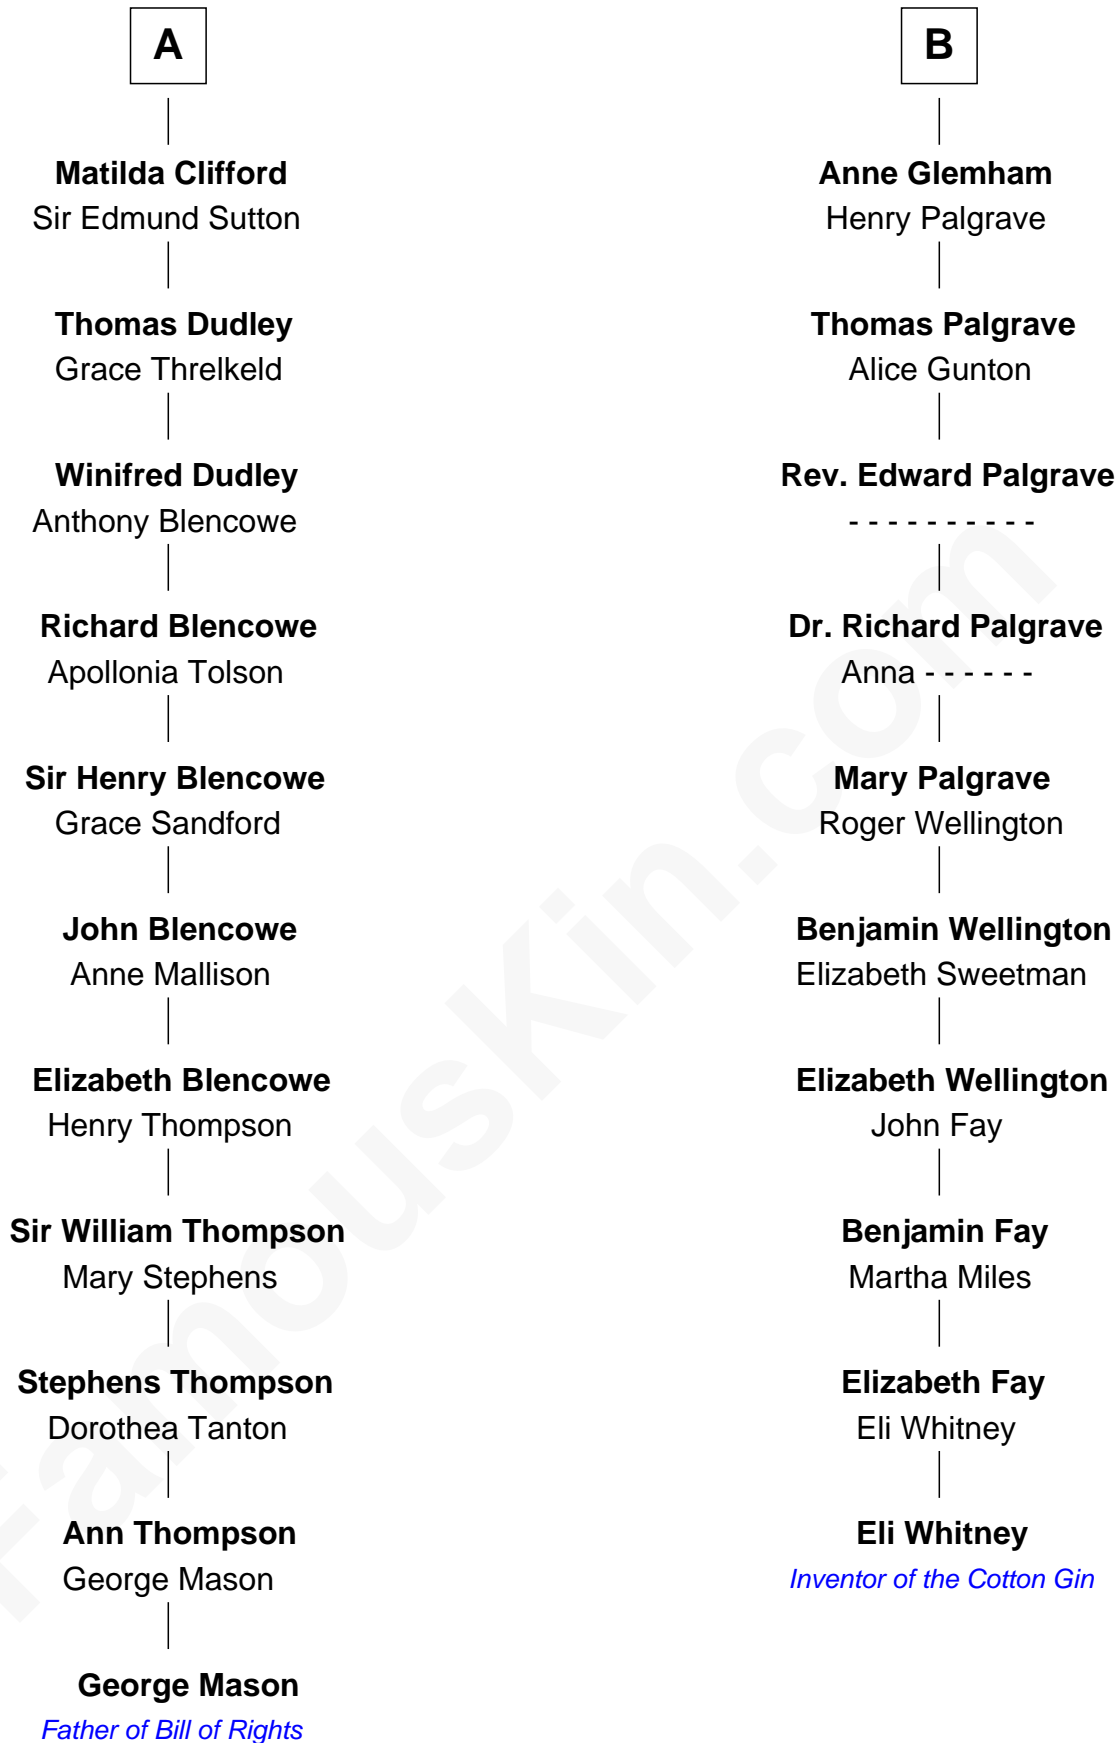 A
Matilda Clifford
Sir Edmund Sutton
Thomas Dudley
Grace Threlkeld
Winifred Dudley
Anthony Blencowe
Richard Blencowe
Apollonia Tolson
Sir Henry Blencowe
Grace Sandford
John Blencowe
Anne Mallison
Elizabeth Blencowe
Henry Thompson
Sir William Thompson
Mary Stephens
Stephens Thompson
Dorothea Tanton
Ann Thompson
George Mason
George Mason
Father of Bill of Rights
B
Anne Glemham
Henry Palgrave
Thomas Palgrave
Alice Gunton
Rev. Edward Palgrave
- - - - - - - - - -
Dr. Richard Palgrave
Anna - - - - - -
Mary Palgrave
Roger Wellington
Benjamin Wellington
Elizabeth Sweetman
Elizabeth Wellington
John Fay
Benjamin Fay
Martha Miles
Elizabeth Fay
Eli Whitney
Eli Whitney
Inventor of the Cotton Gin
FamousKin.com